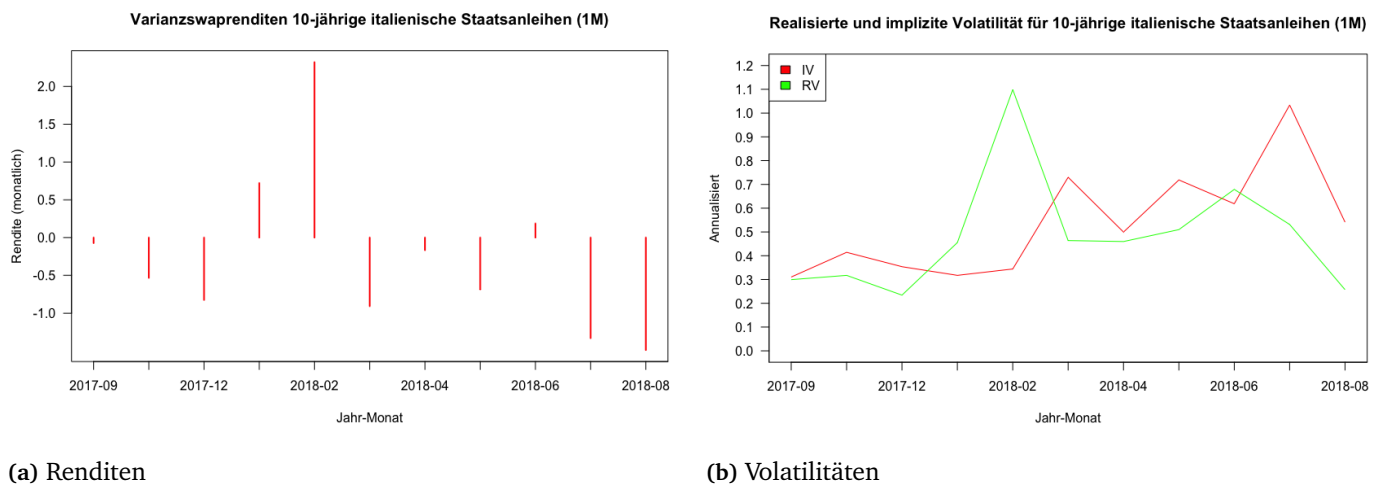 Varianzswaprenditen 10-jährige italienische Staatsanleihen (1M)
Rendite (monatlich)
2.0
1.5
1.0
0.5
0.0
-0.5
-1.0
2017-09 2017-12 2018-02 2018-04 2018-06 2018-08
Jahr-Monat
(a) Renditen
Realisierte und implizite Volatilität für 10-jährige italienische Staatsanleihen (1M)
IV
RV
Annualisiert
1.2
1.1
1.0
0.9
0.8
0.7
0.6
0.5
0.4
0.3
0.2
0.1
0.0
2017-09 2017-12 2018-02 2018-04 2018-06 2018-08
Jahr-Monat
(b) Volatilitäten